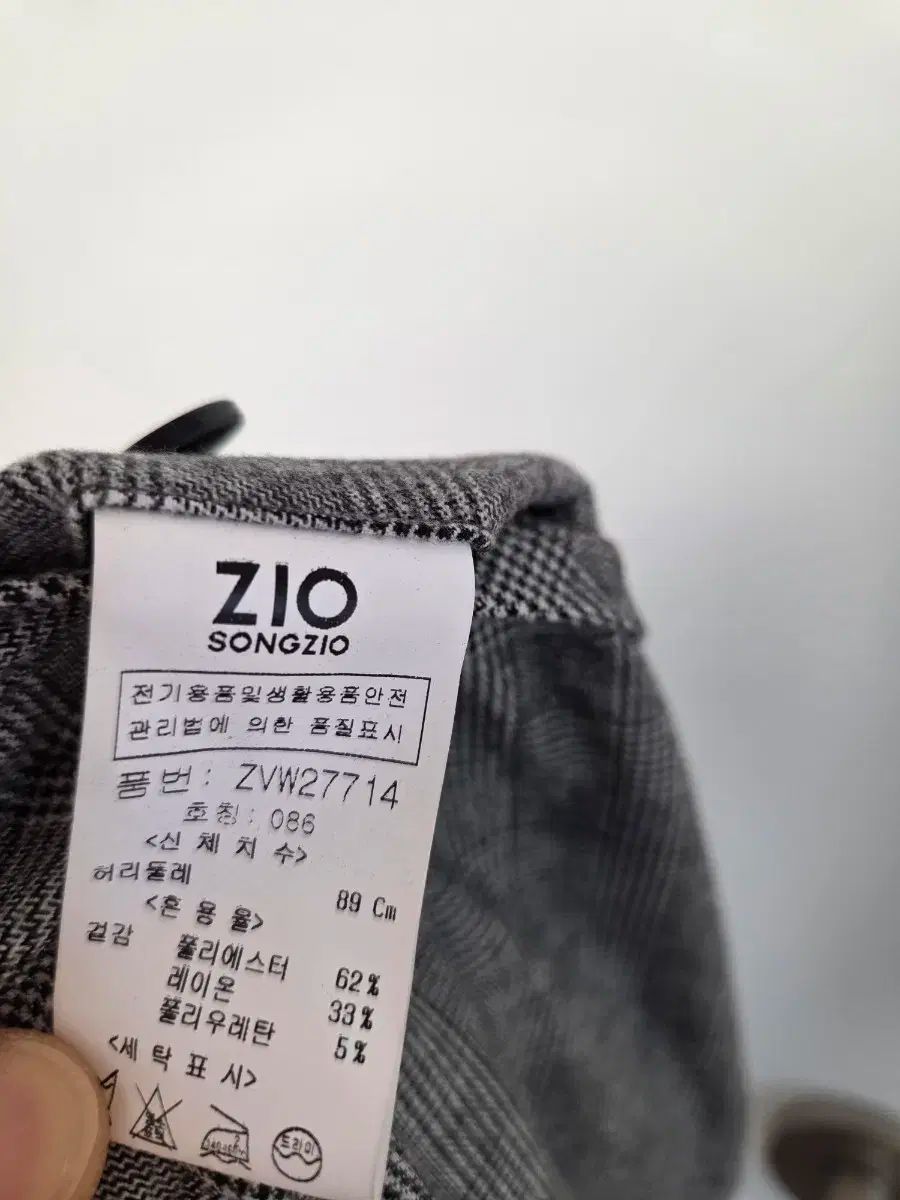 ZIO
SONGZIO
전기용품및생활용품안전
관리법에 의한 품질표시
품번: ZVW27714
호칭: 086
<신체치수>
허리둘레 89 Cm
<혼용율>
겉감 폴리에스터 62%
레이온 33%
폴리우레탄 5%
<세탁표시>
드라이